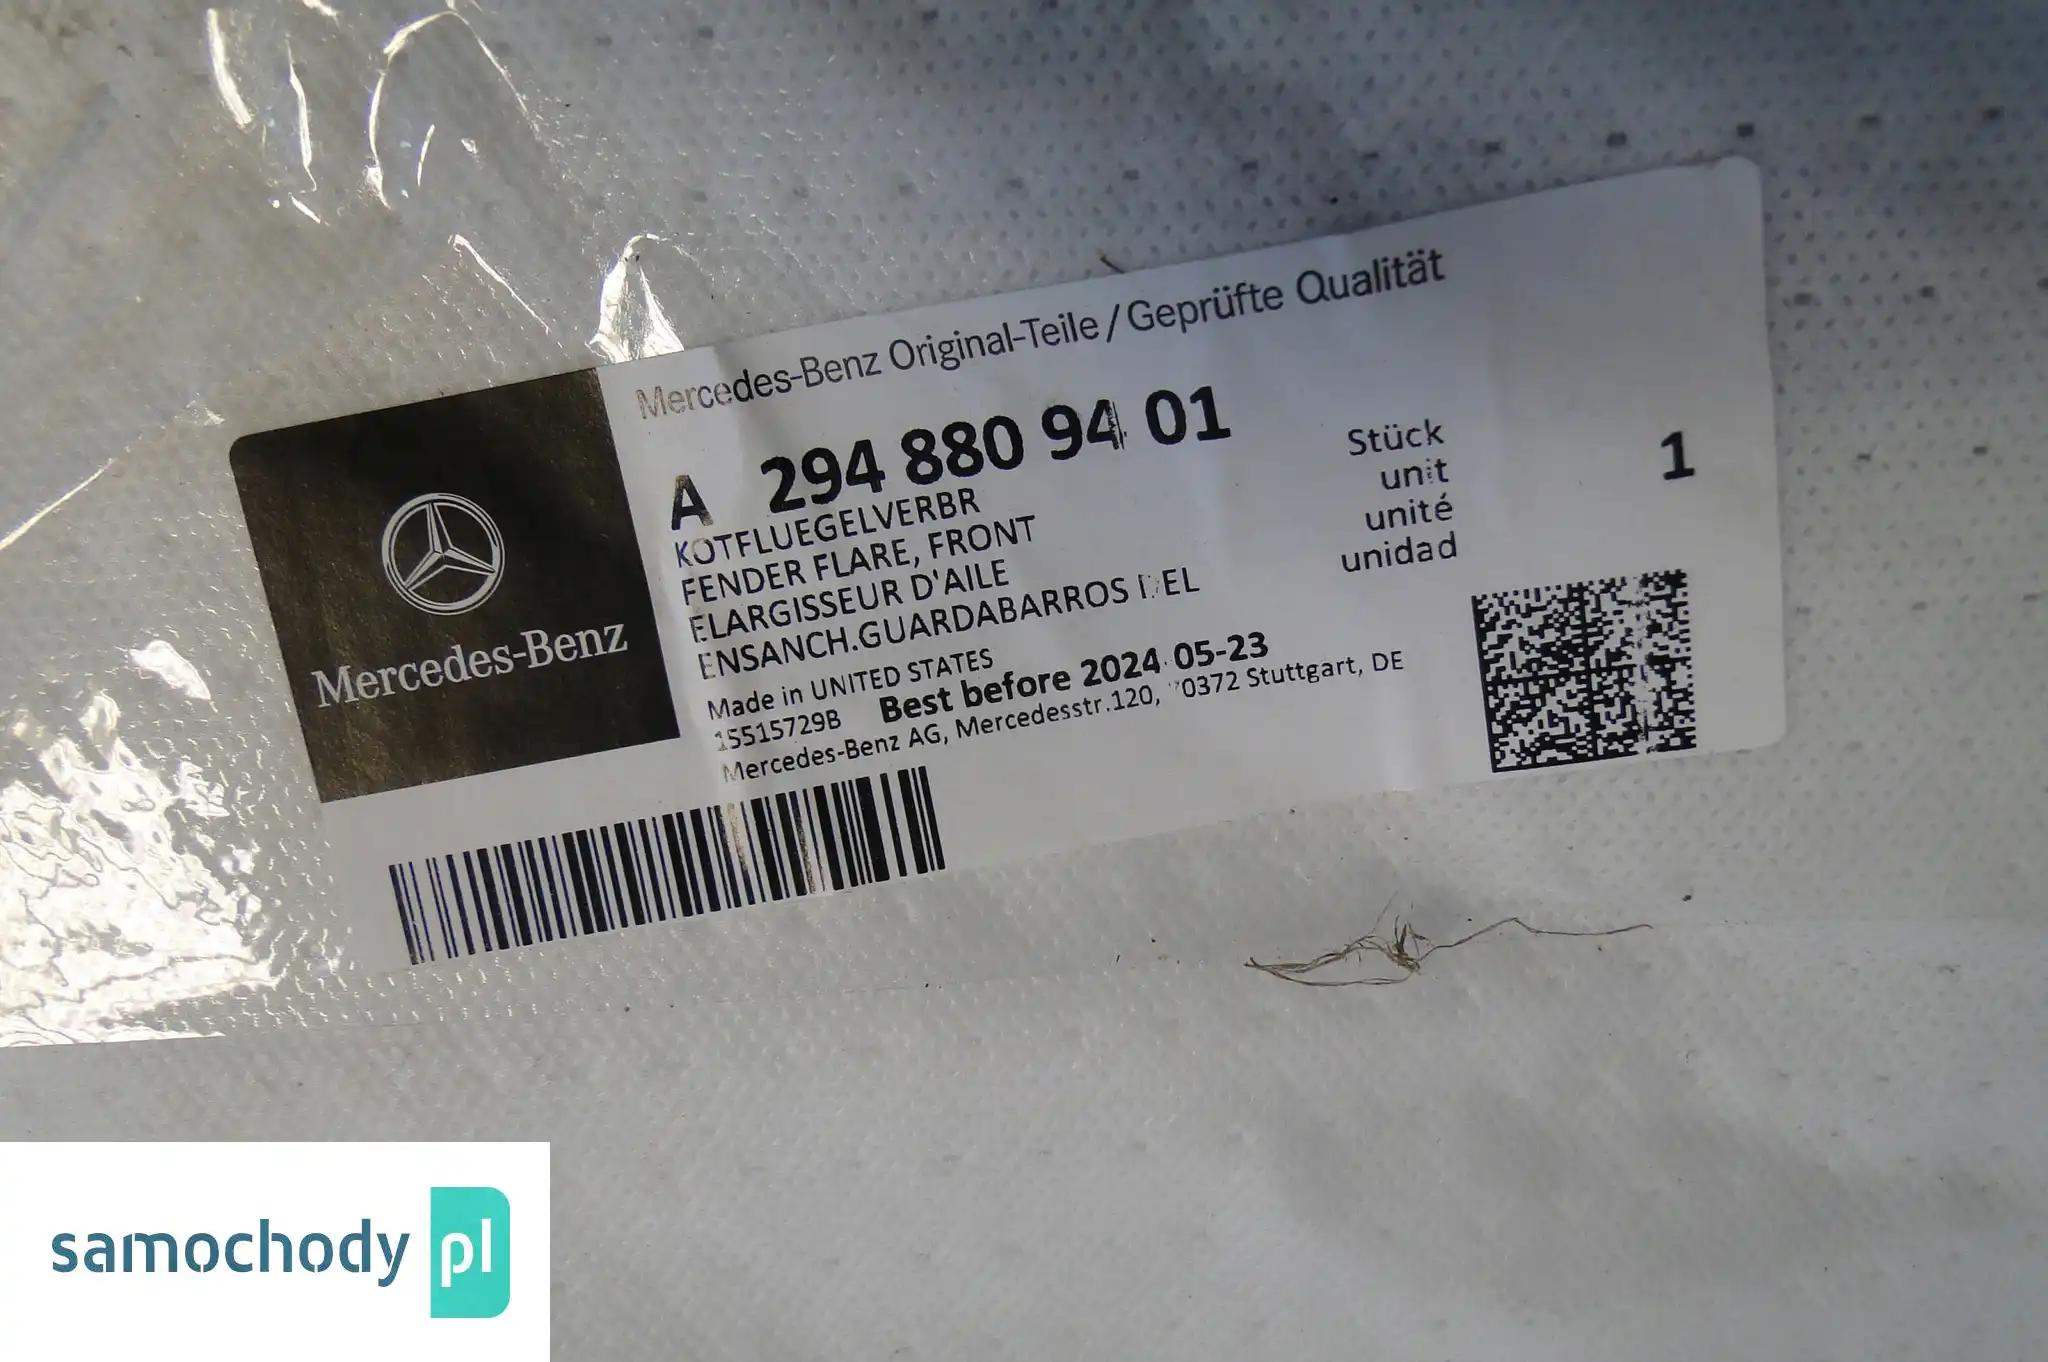 Mercedes-Benz Original-Teile / Geprüfte Qualität
A 294 880 94 01
KOTFLUEGELVERBR
FENDER FLARE, FRONT
ELARGISSEUR D'AILE
ENSANCH.GUARDABARROS DEL
Made in UNITED STATES
15515729B Best before 2024-05-23
Mercedes-Benz AG, Mercedesstr.120, 70372 Stuttgart, DE
Stück
unit
unité
unidad
1
Mercedes-Benz
samochody pl